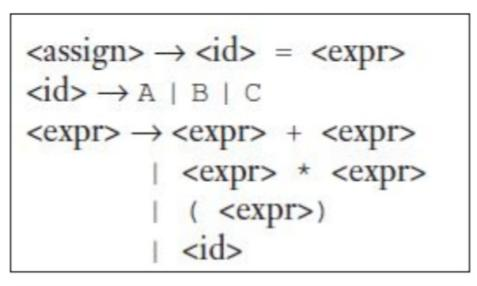 <assign> → <id> = <expr>
<id> → A | B | C
<expr> → <expr> + <expr>
| <expr> * <expr>
| ( <expr>)
| <id>